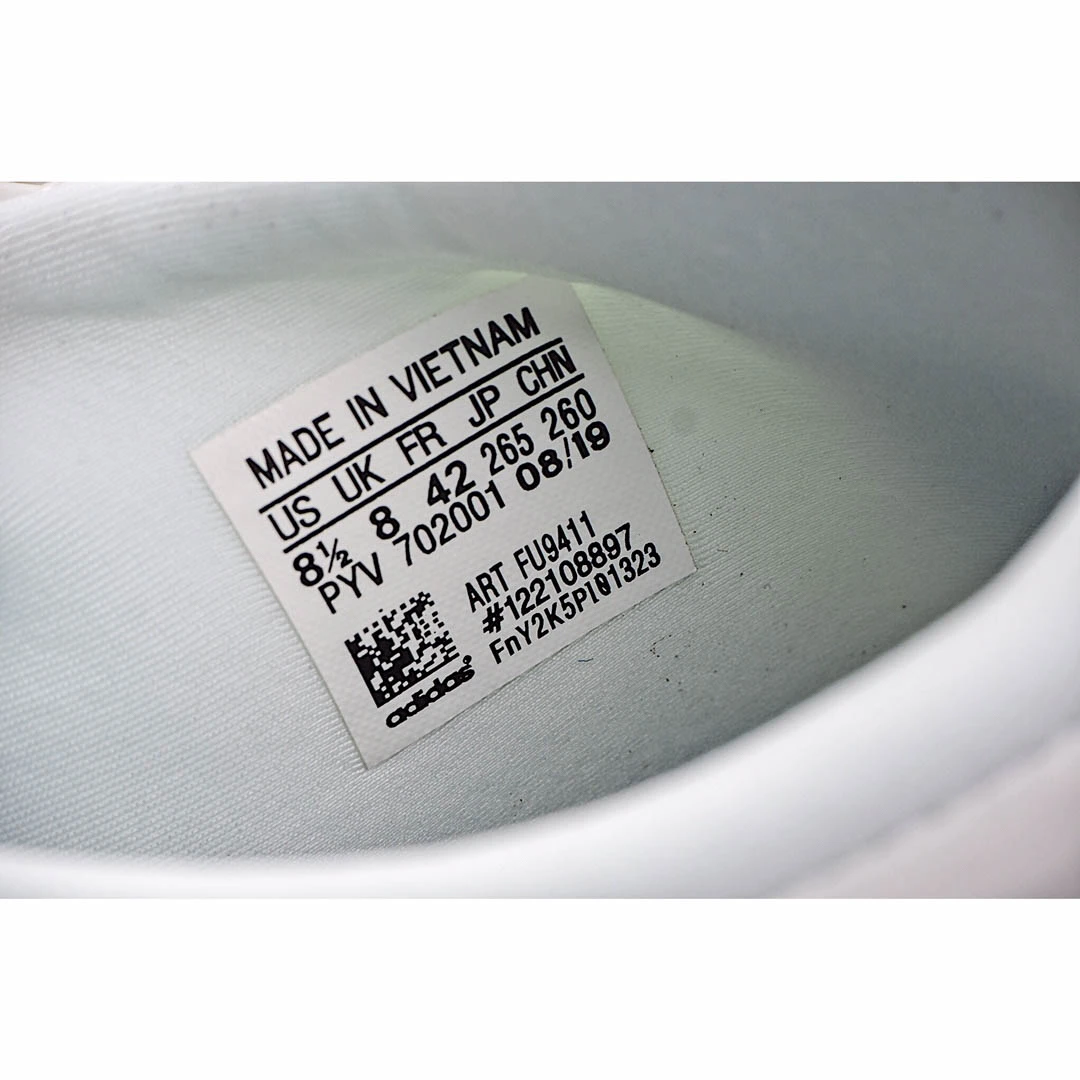 MADE IN VIETNAM
US UK FR JP CHN
8½ 8 42 265 260
PYV 702001 08/19
ART FU9411
#122108897
FnY2K5Pl01323
adidas